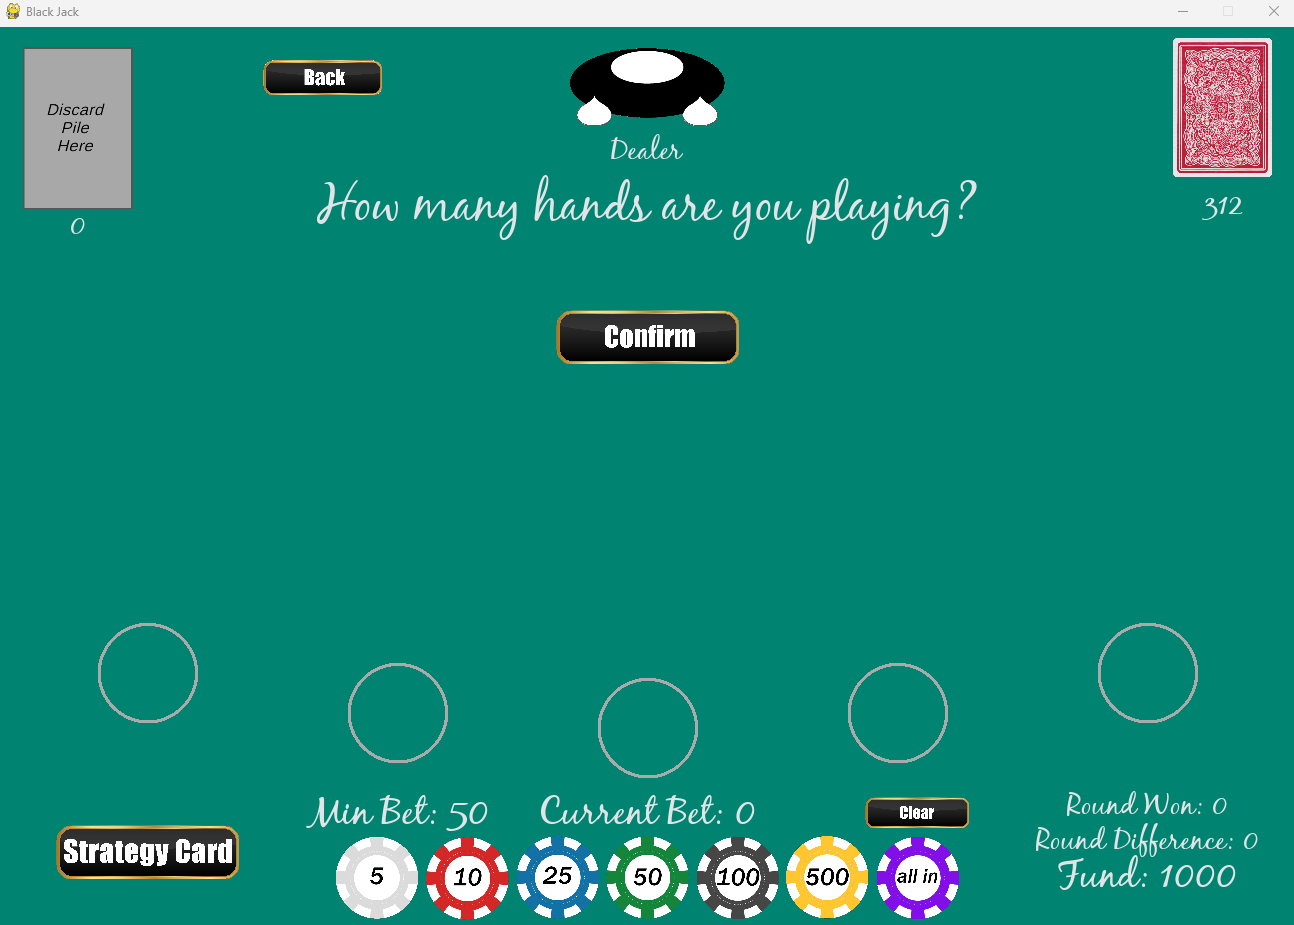 Black Jack
Discard
Pile
Here
0
Back
Dealer
How many hands are you playing?
312
Confirm
Min Bet: 50
Current Bet: 0
Clear
Round Won: 0
Round Difference: 0
Fund: 1000
Strategy Card
5
10
25
50
100
500
all in